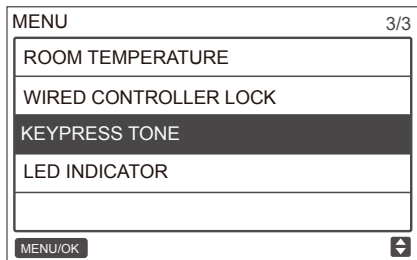 MENU 3/3
ROOM TEMPERATURE
WIRED CONTROLLER LOCK
KEYPRESS TONE
LED INDICATOR
MENU/OK